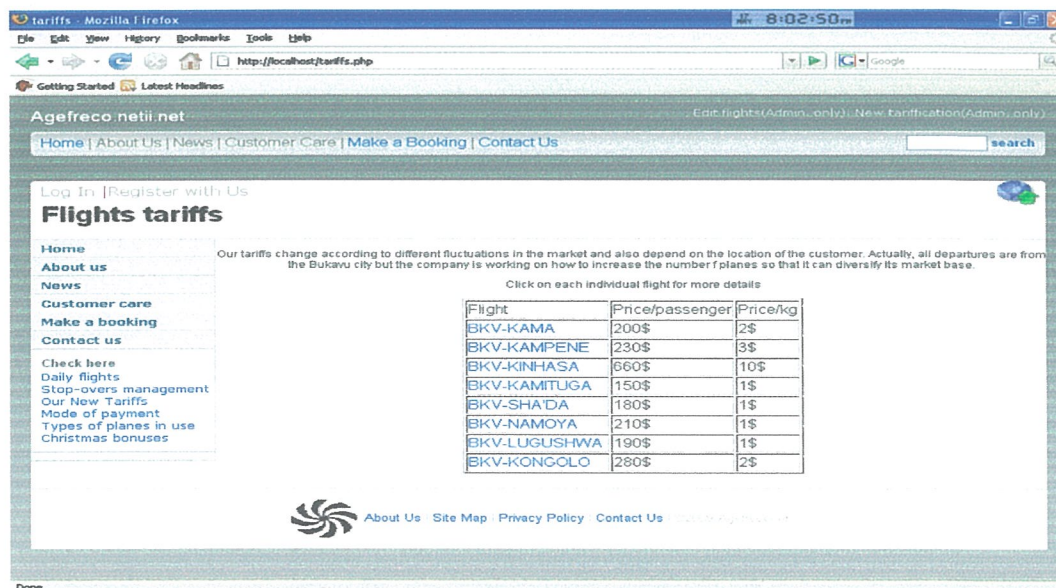 tariffs - Mozilla Firefox
8:02:50
File Edit View History Bookmarks Tools Help
http://localhost/tariffs.php
Google
Getting Started Latest Headlines
Agefreco.netii.net
Edit flights(Admin. only) New tariffication(Admin. only)
Home | About Us | News | Customer Care | Make a Booking | Contact Us
search
Log In |Register with Us
Flights tariffs
Home
About us
News
Customer care
Make a booking
Contact us
Check here
Daily flights
Stop-overs management
Our New Tariffs
Mode of payment
Types of planes in use
Christmas bonuses
Our tariffs change according to different fluctuations in the market and also depend on the location of the customer. Actually, all departures are from
the Bukavu city but the company is working on how to increase the number f planes so that it can diversify its market base.
Click on each individual flight for more details
Flight Price/passenger Price/kg
BKV-KAMA 200$ 2$
BKV-KAMPENE 230$ 3$
BKV-KINHASA 660$ 10$
BKV-KAMITUGA 150$ 1$
BKV-SHA'DA 180$ 1$
BKV-NAMOYA 210$ 1$
BKV-LUGUSHWA 190$ 1$
BKV-KONGOLO 280$ 2$
About Us | Site Map | Privacy Policy | Contact Us
Done